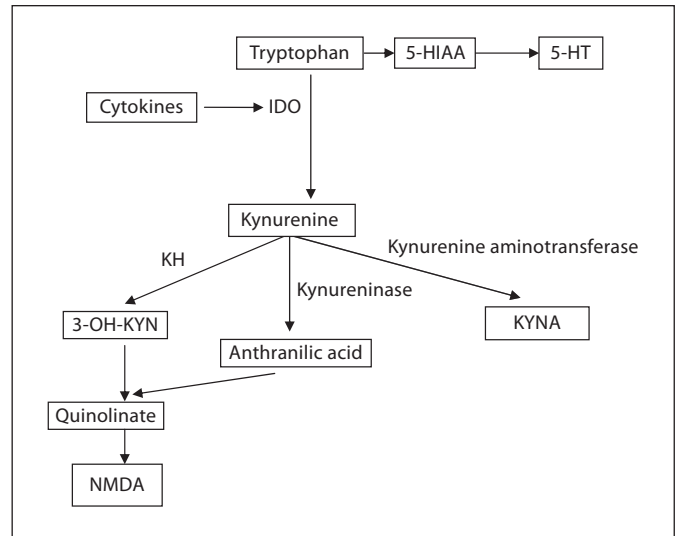 Tryptophan
5-HIAA
5-HT
Cytokines
IDO
Kynurenine
KH
Kynureninase
Kynurenine aminotransferase
3-OH-KYN
Anthranilic acid
KYNA
Quinolinate
NMDA